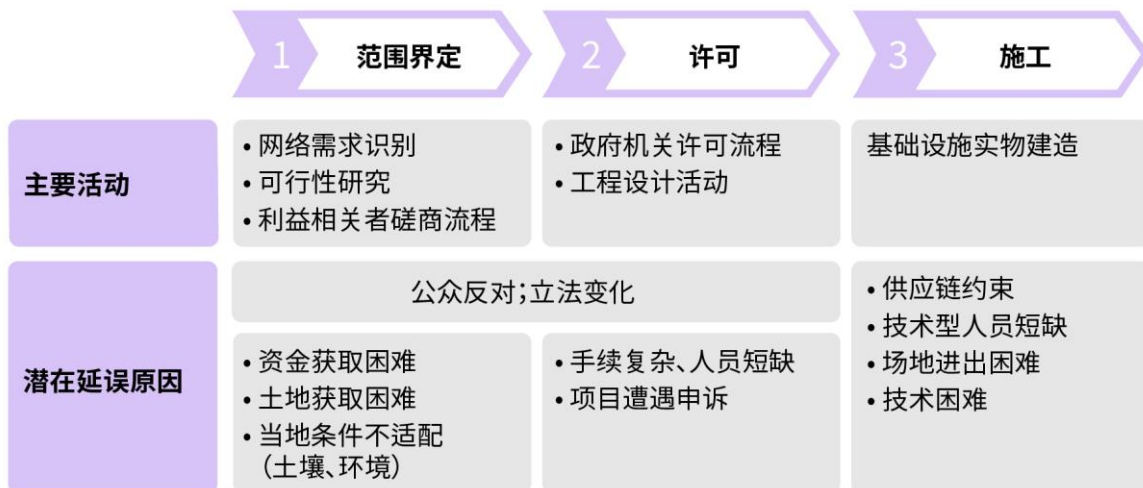 1 范围界定
2 许可
3 施工
主要活动
• 网络需求识别
• 可行性研究
• 利益相关者磋商流程
• 政府机关许可流程
• 工程设计活动
基础设施实物建造
潜在延误原因
公众反对;立法变化
• 资金获取困难
• 土地获取困难
• 当地条件不适配
（土壤、环境）
• 手续复杂、人员短缺
• 项目遭遇申诉
• 供应链约束
• 技术型人员短缺
• 场地进出困难
• 技术困难